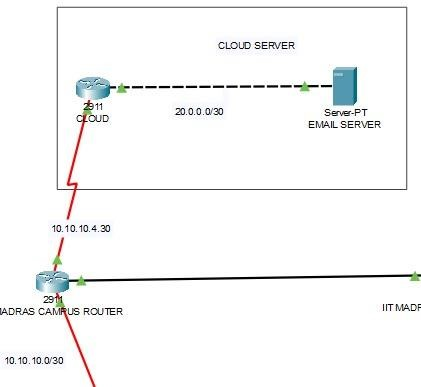 CLOUD SERVER
2911
CLOUD
20.0.0.0/30
Server-PT
EMAIL SERVER
10.10.10.4.30
2911
MADRAS CAMPUS ROUTER
IIT MADR
10.10.10.0/30